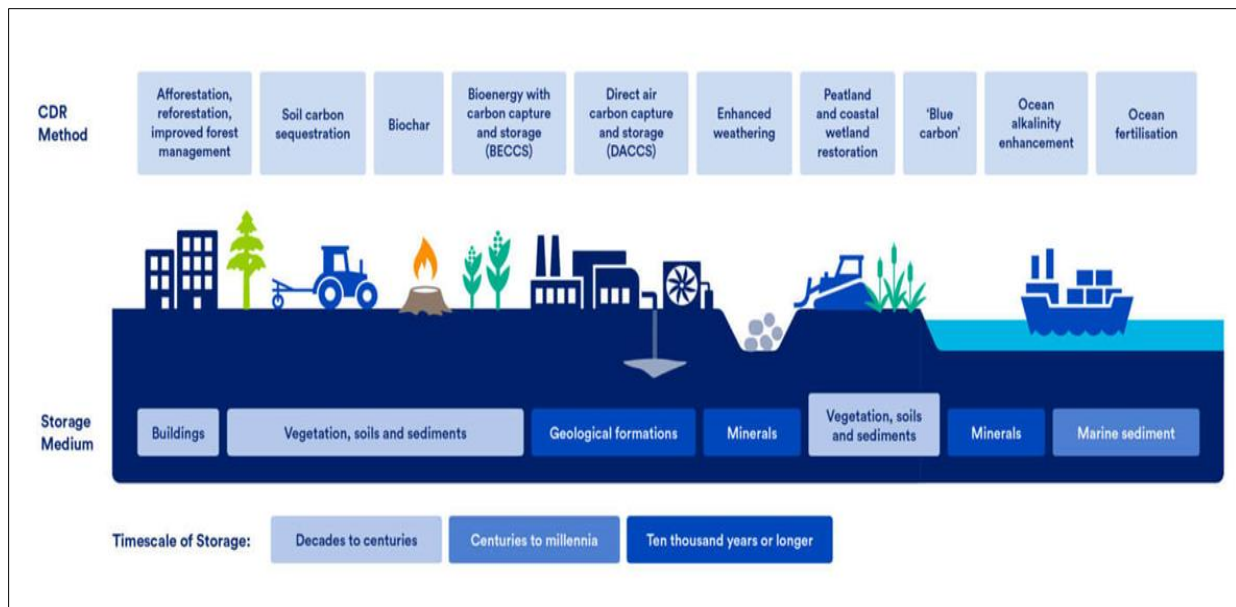 CDR
Method
Afforestation,
reforestation,
improved forest
management
Soil carbon
sequestration
Biochar
Bioenergy with
carbon capture
and storage
(BECCS)
Direct air
carbon capture
and storage
(DACCS)
Enhanced
weathering
Peatland
and coastal
wetland
restoration
‘Blue
carbon’
Ocean
alkalinity
enhancement
Ocean
fertilisation
Storage
Medium
Buildings
Vegetation, soils and sediments
Geological formations
Minerals
Vegetation, soils
and sediments
Minerals
Marine sediment
Timescale of Storage:
Decades to centuries
Centuries to millennia
Ten thousand years or longer